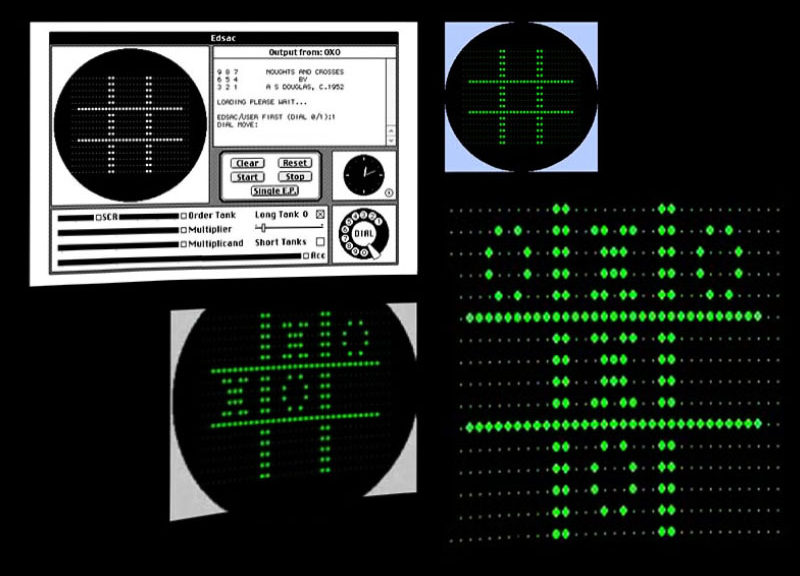 Edsac
Output from: OXO
9 8 7 NOUGHTS AND CROSSES
6 5 4 BY
3 2 1 A S DOUGLAS, C.1952
LOADING PLEASE WAIT...
EDSAC/USER FIRST (DIAL 0/1):1
DIAL MOVE:
Clear Reset
Start Stop
Single E.P.
SCR Order Tank Long Tank 0
Multiplier
Multiplicand Short Tanks
Acc
DIAL